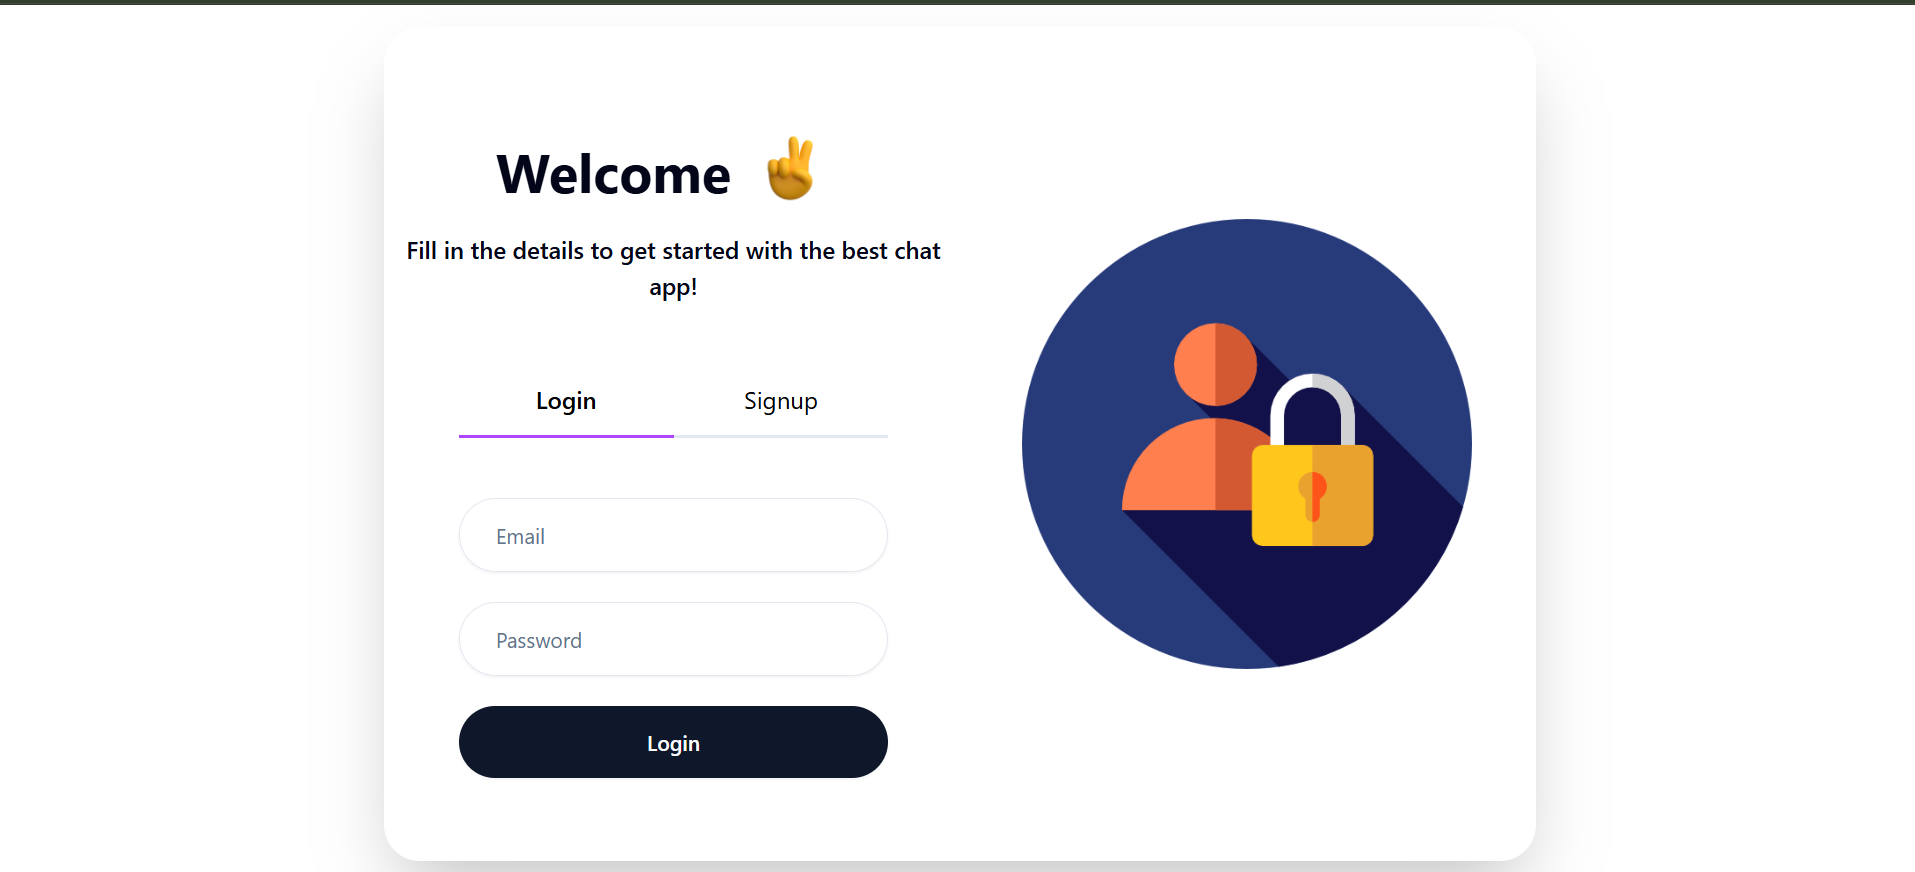 Welcome ✌
Fill in the details to get started with the best chat
app!
Login Signup
Email
Password
Login